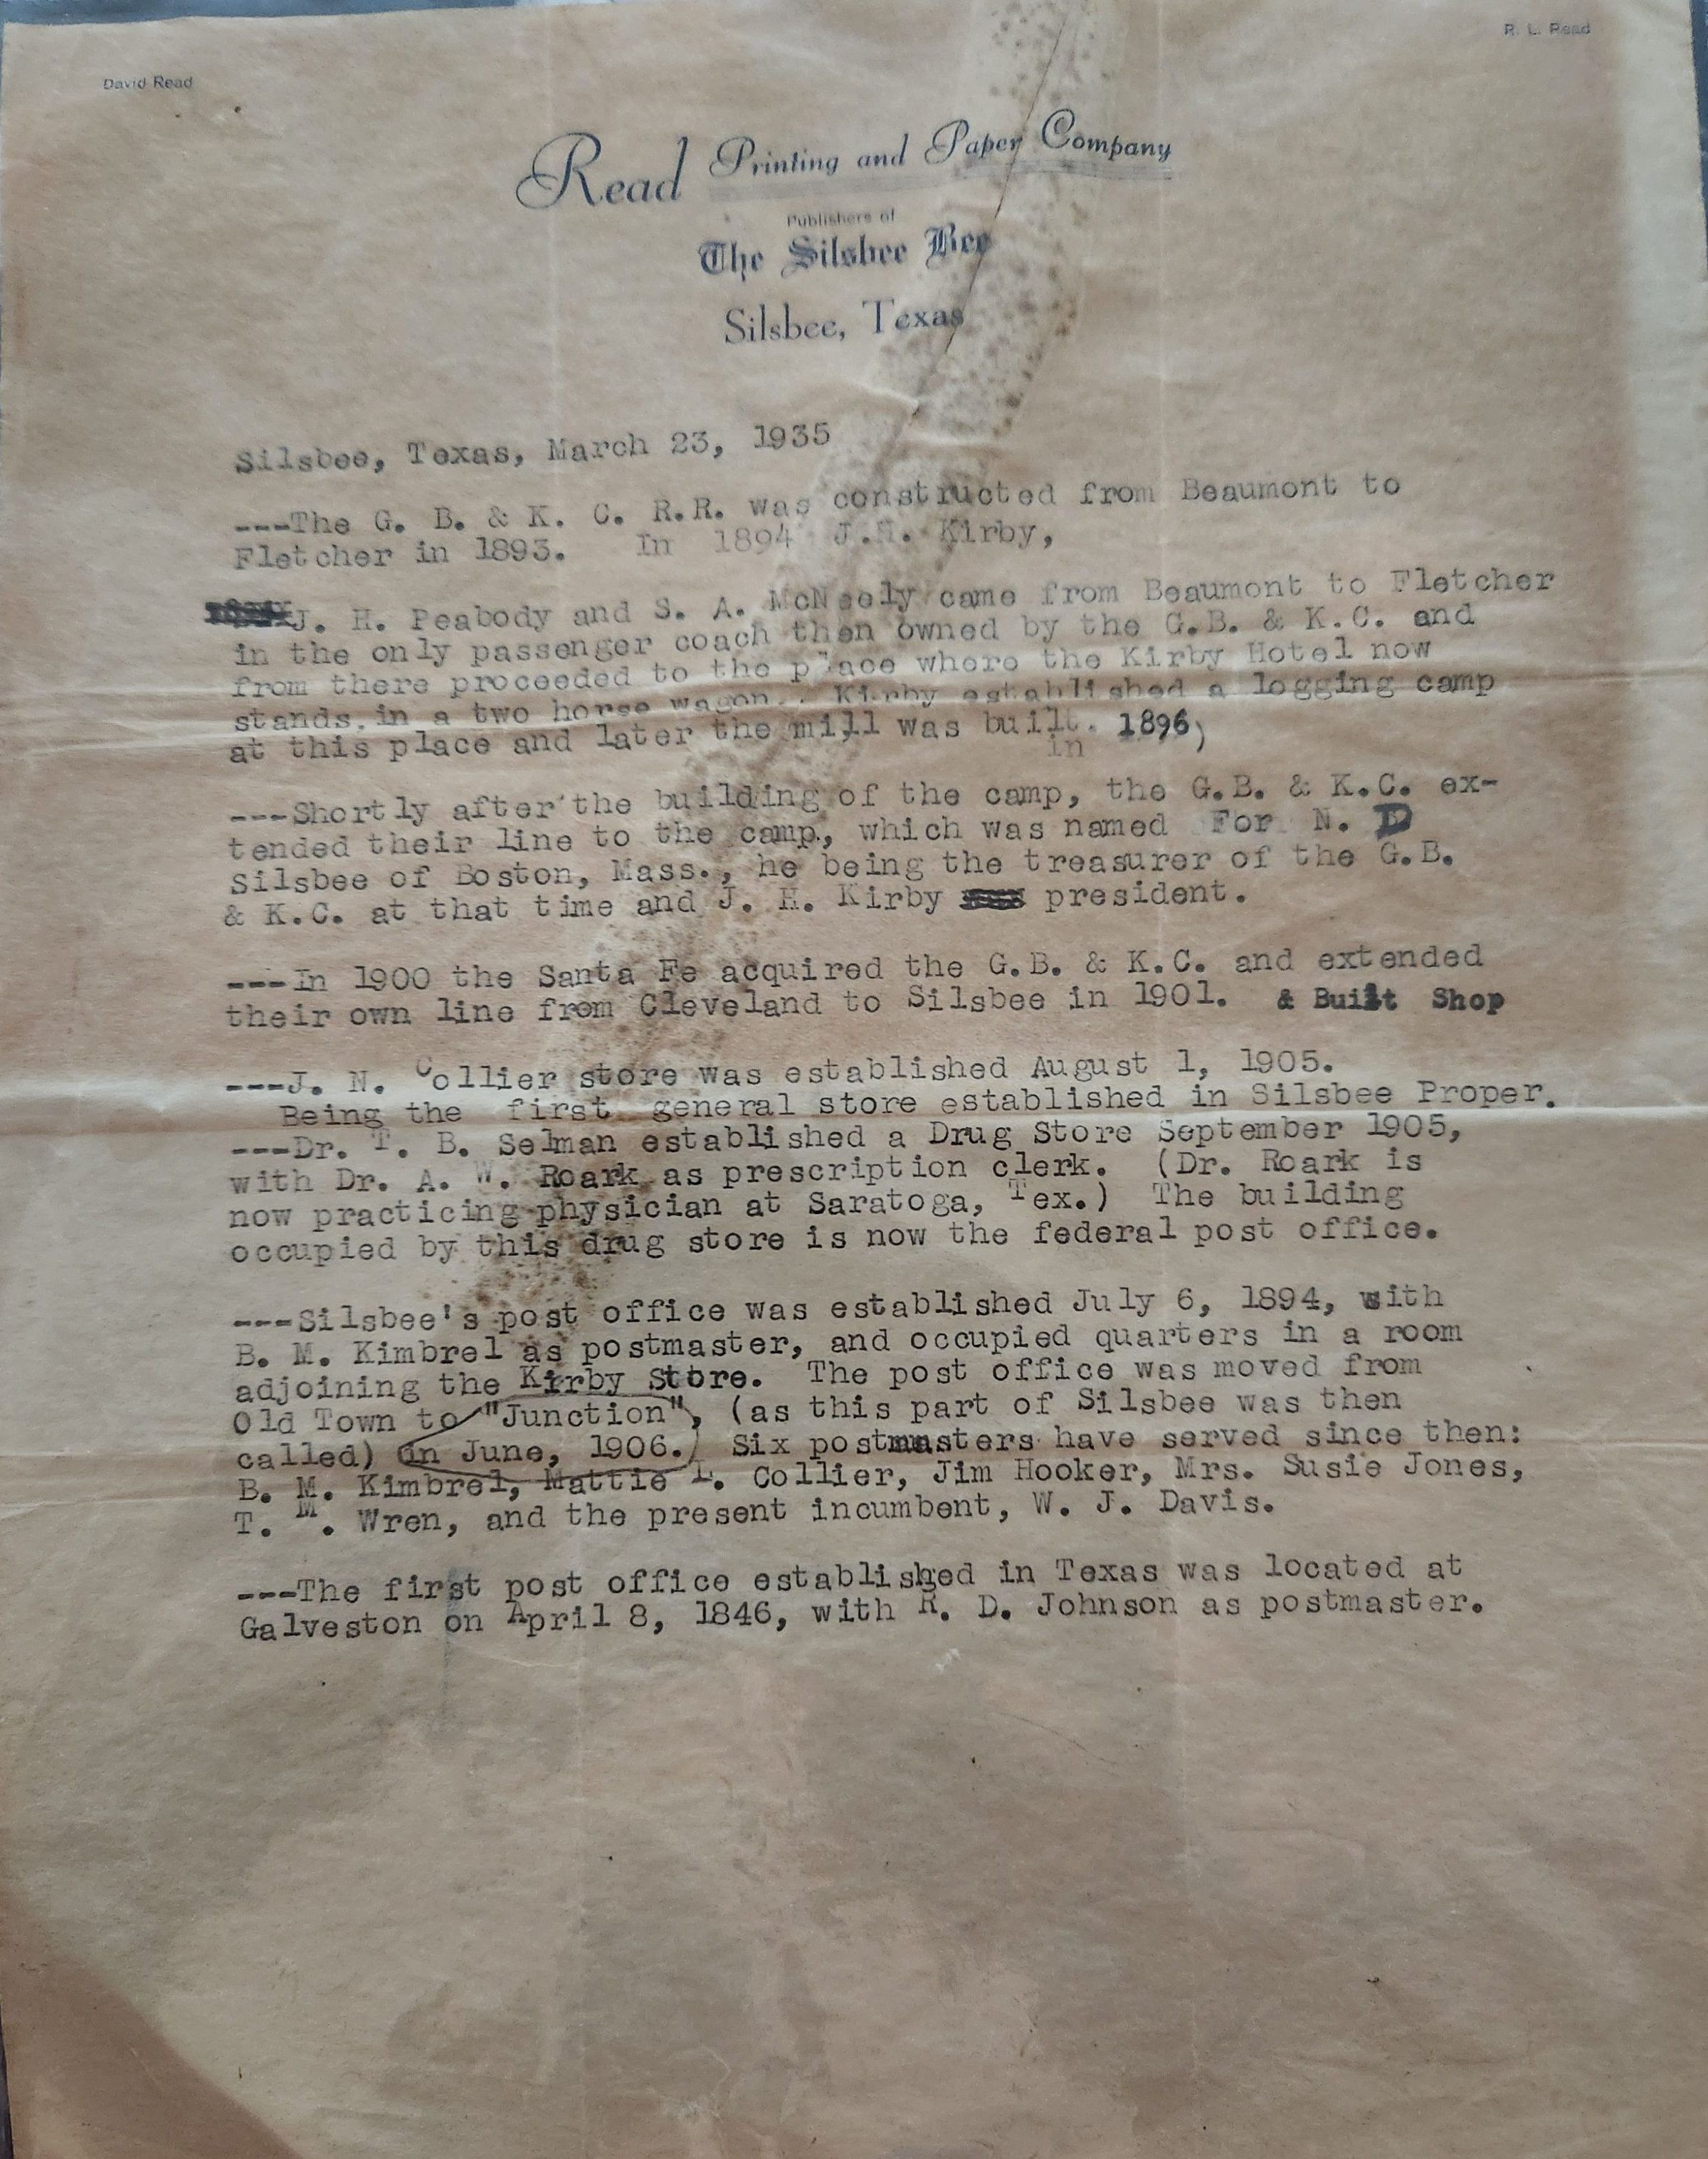 David Read
R. L. Read
Read Printing and Paper Company
Publishers of
The Silsbee Bee
Silsbee, Texas
Silsbee, Texas, March 23, 1935
---The G. B. & K. C. R.R. was constructed from Beaumont to
Fletcher in 1893. In 1894 J.H. Kirby,
J. H. Peabody and S. A. McNeely came from Beaumont to Fletcher
in the only passenger coach then owned by the G.B. & K.C. and
from there proceeded to the place where the Kirby Hotel now
stands in a two horse wagon. Kirby established a logging camp
at this place and later the mill was built. 1896)
in
---Shortly after the building of the camp, the G.B. & K.C. ex-
tended their line to the camp, which was named For N. D
Silsbee of Boston, Mass., he being the treasurer of the G.B.
& K.C. at that time and J. H. Kirby president.
---In 1900 the Santa Fe acquired the G.B. & K.C. and extended
their own line from Cleveland to Silsbee in 1901. & Built Shop
---J. N. Collier store was established August 1, 1905.
Being the first general store established in Silsbee Proper.
---Dr. T. B. Selman established a Drug Store September 1905,
with Dr. A. W. Roark as prescription clerk. (Dr. Roark is
now practicing physician at Saratoga, Tex.) The building
occupied by this drug store is now the federal post office.
---Silsbee's post office was established July 6, 1894, with
B. M. Kimbrel as postmaster, and occupied quarters in a room
adjoining the Kirby Store. The post office was moved from
Old Town to "Junction", (as this part of Silsbee was then
called) in June, 1906. Six postmasters have served since then:
B. M. Kimbrel, Mattie L. Collier, Jim Hooker, Mrs. Susie Jones,
T. M. Wren, and the present incumbent, W. J. Davis.
---The first post office established in Texas was located at
Galveston on April 8, 1846, with R. D. Johnson as postmaster.